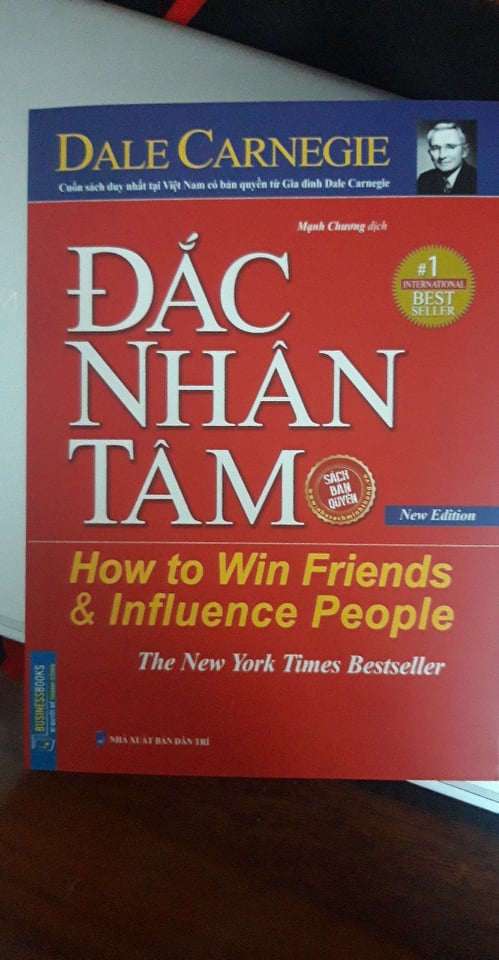 DALE CARNEGIE
Cuốn sách duy nhất tại Việt Nam có bản quyền từ Gia đình Dale Carnegie
Mạnh Chương dịch
#1
INTERNATIONAL
BEST
SELLER
ĐẮC
NHÂN
TÂM
SÁCH
BẢN
QUYỀN
New Edition
How to Win Friends
& Influence People
The New York Times Bestseller
BUSINESSBOOKS
NHÀ XUẤT BẢN DÂN TRÍ